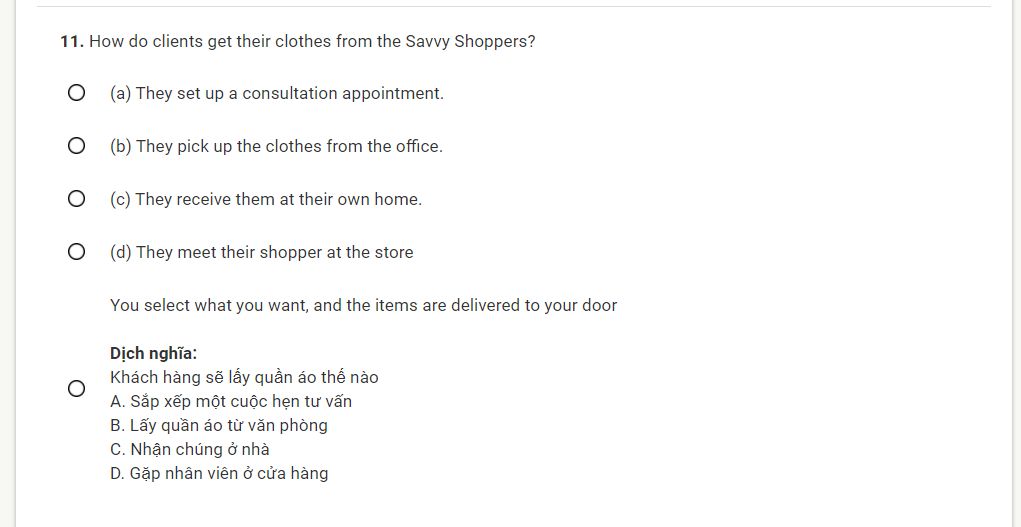 11. How do clients get their clothes from the Savvy Shoppers?
(a) They set up a consultation appointment.
(b) They pick up the clothes from the office.
(c) They receive them at their own home.
(d) They meet their shopper at the store
You select what you want, and the items are delivered to your door
Dịch nghĩa:
Khách hàng sẽ lấy quần áo thế nào
A. Sắp xếp một cuộc hẹn tư vấn
B. Lấy quần áo từ văn phòng
C. Nhận chúng ở nhà
D. Gặp nhân viên ở cửa hàng